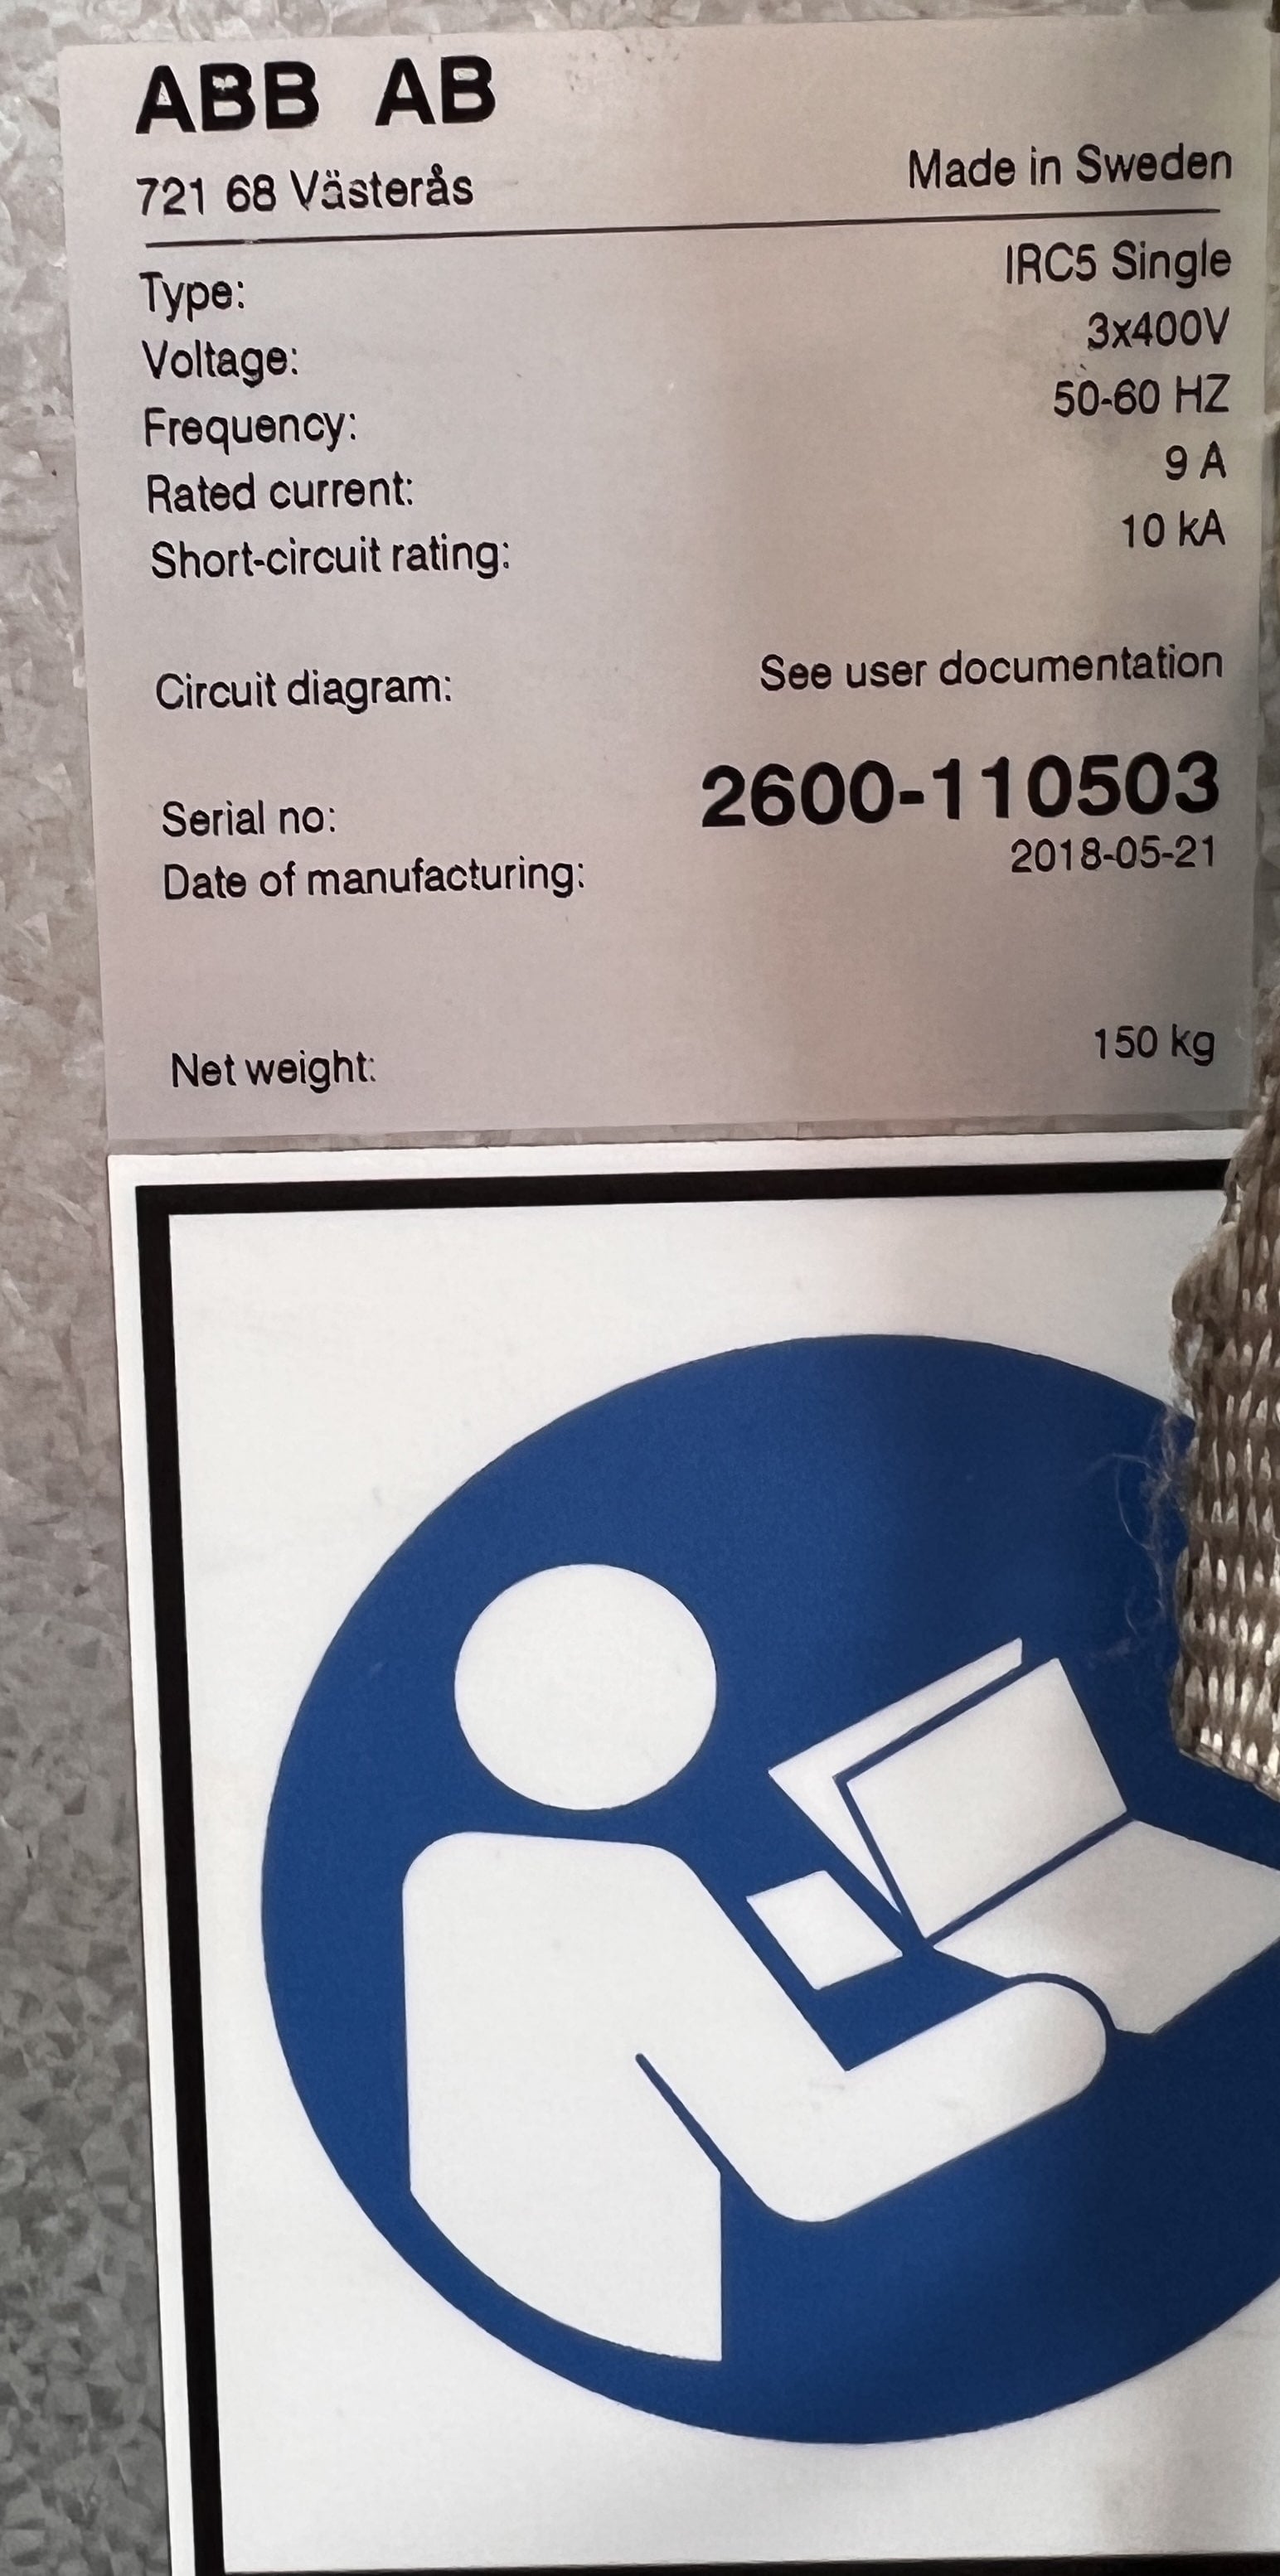 ABB AB
721 68 Västerås Made in Sweden
Type: IRC5 Single
Voltage: 3x400V
Frequency: 50-60 HZ
Rated current: 9 A
Short-circuit rating: 10 kA
Circuit diagram: See user documentation
Serial no: 2600-110503
Date of manufacturing: 2018-05-21
Net weight: 150 kg